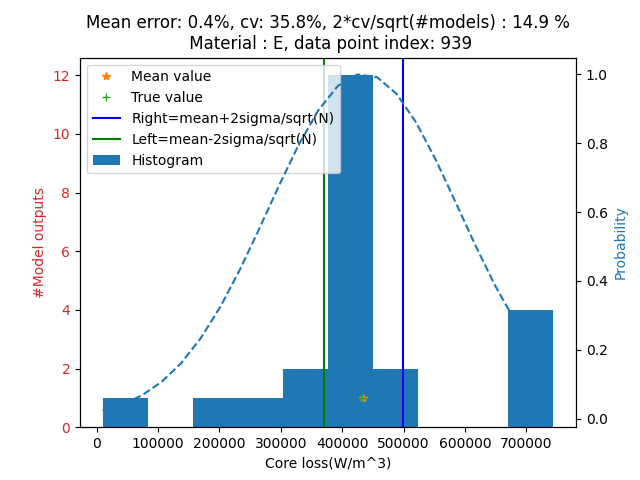 Mean error: 0.4%, cv: 35.8%, 2*cv/sqrt(#models) : 14.9 %
Material : E, data point index: 939
Mean value
True value
Right=mean+2sigma/sqrt(N)
Left=mean-2sigma/sqrt(N)
Histogram
12
10
8
6
4
2
0
#Model outputs
1.0
0.8
0.6
0.4
0.2
0.0
Probability
0 100000 200000 300000 400000 500000 600000 700000
Core loss(W/m^3)